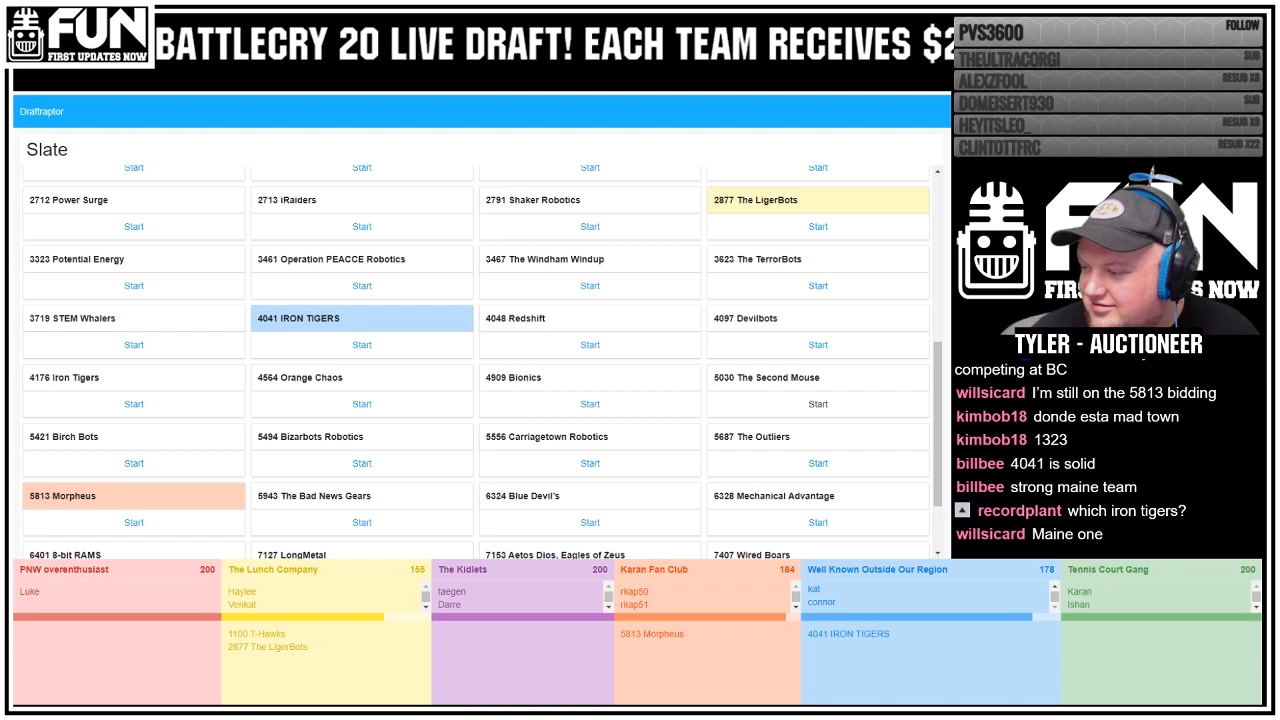 FUN
FIRST UPDATES NOW
BATTLECRY 20 LIVE DRAFT! EACH TEAM RECEIVES $2
Draftraptor
Slate
Start Start Start Start
2712 Power Surge 2713 iRaiders 2791 Shaker Robotics 2877 The LigerBots
Start Start Start Start
3323 Potential Energy 3461 Operation PEACCE Robotics 3467 The Windham Windup 3623 The TerrorBots
Start Start Start Start
3719 STEM Whalers 4041 IRON TIGERS 4048 Redshift 4097 Devilbots
Start Start Start Start
4176 Iron Tigers 4564 Orange Chaos 4909 Bionics 5030 The Second Mouse
Start Start Start Start
5421 Birch Bots 5494 Bizarbots Robotics 5556 Carriagetown Robotics 5687 The Outliers
Start Start Start Start
5813 Morpheus 5943 The Bad News Gears 6324 Blue Devil's 6328 Mechanical Advantage
Start Start Start Start
6401 8-bit RAMS 7127 LongMetal 7153 Aetos Dios, Eagles of Zeus 7407 Wired Boars
PNW overenthusiast 200
Luke
The Lunch Company 155
Haylee
Venkat
1100 T-Hawks
2877 The LigerBots
The Kidlets 200
taegen
Darre
Karan Fan Club 184
rkap50
rkap51
5813 Morpheus
Well Known Outside Our Region 178
kat
connor
4041 IRON TIGERS
Tennis Court Gang 200
Karan
Ishan
PVS3600 FOLLOW
THEULTRACORGI SUB
ALEXZFOOL RESUB X8
DOMEISERT930 SUB
HEYITSLEO_ RESUB X9
CLINTOTTFRC RESUB X22
FIRS S NOW
TYLER - AUCTIONEER
competing at BC
willsicard I'm still on the 5813 bidding
kimbob18 donde esta mad town
kimbob18 1323
billbee 4041 is solid
billbee strong maine team
recordplant which iron tigers?
willsicard Maine one